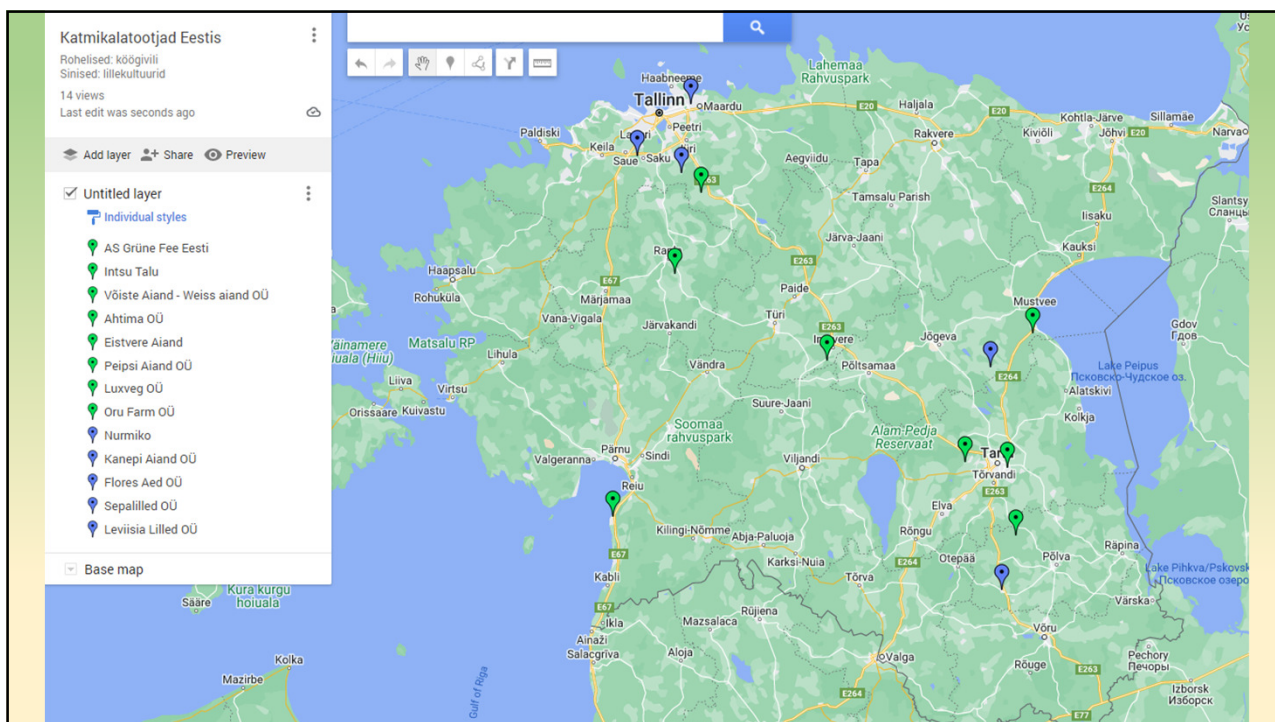 Katmikalatootjad Eestis
Rohelised: köögivili
Sinised: lillekultuurid
14 views
Last edit was seconds ago
Add layer
Share
Preview
Untitled layer
Individual styles
AS Grüne Fee Eesti
Intsu Talu
Võiste Aiand - Weiss aiand OÜ
Ahtima OÜ
Eistvere Aiand
Peipsi Aiand OÜ
Luxveg OÜ
Oru Farm OÜ
Nurmiko
Kanepi Aiand OÜ
Flores Aed OÜ
Sepalilled OÜ
Leviisia Lilled OÜ
Base map
Lahemaa
Rahvuspark
Haabneeme
Tallinn
Maardu
E20
Haljala
E20
Kohtla-Järve
Sillamäe
Paldiski
Peetri
Rakvere
Kiviõli
Jõhvi
E20
Narva
Keila
Saue
Saku
Aegviidu
Tapa
E263
E264
Tamsalu Parish
Slantsy
Сланцы
Iisaku
Järva-Jaani
Kauksi
Haapsalu
E67
E263
Rohuküla
Märjamaa
Paide
Mustvee
Vana-Vigala
Järvakandi
Türi
E263
Jõgeva
Gdov
Гдов
Matsalu RP
Lihula
Põltsamaa
Lake Peipus
Псковско-Чудское оз.
Vändra
E264
Liiva
Virtsu
Alatskivi
Orissaare
Kuivastu
Suure-Jaani
Kolkja
Soomaa
rahvuspark
Alam-Pedja
Reservaat
Pärnu
Sindi
Valgeranna
Viljandi
Tõrvandi
Reiu
E263
Elva
Kilingi-Nõmme
Abja-Paluoja
Rõngu
Räpina
E67
Karksi-Nuia
Otepää
Põlva
Kabli
Tõrva
Lake Pihkva/Pskovsk
Псковское озеро
Kura kurgu
hoiuala
Sääre
Värska
E67
Ikla
Rūjiena
Mazsalaca
Võru
Ainaži
Salacgrīva
Aloja
Valga
Pechory
Печоры
Kolka
Rõuge
E263
Mazirbe
Gulf of Riga
E264
E77
Izborsk
Изборск